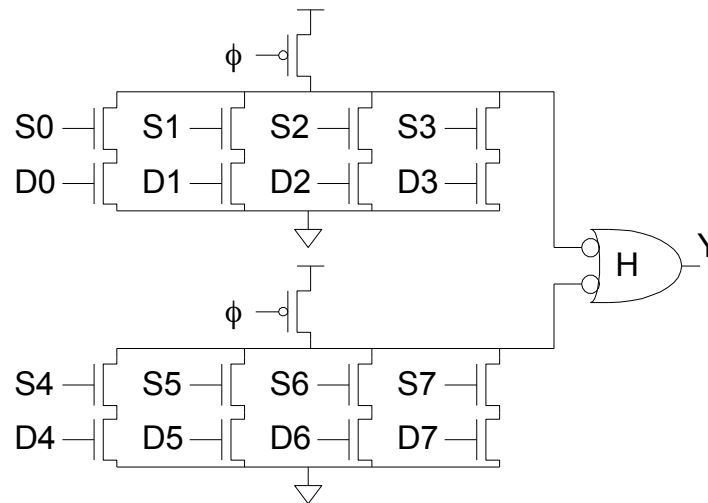 ϕ
S0 S1 S2 S3
D0 D1 D2 D3
H Y
ϕ
S4 S5 S6 S7
D4 D5 D6 D7